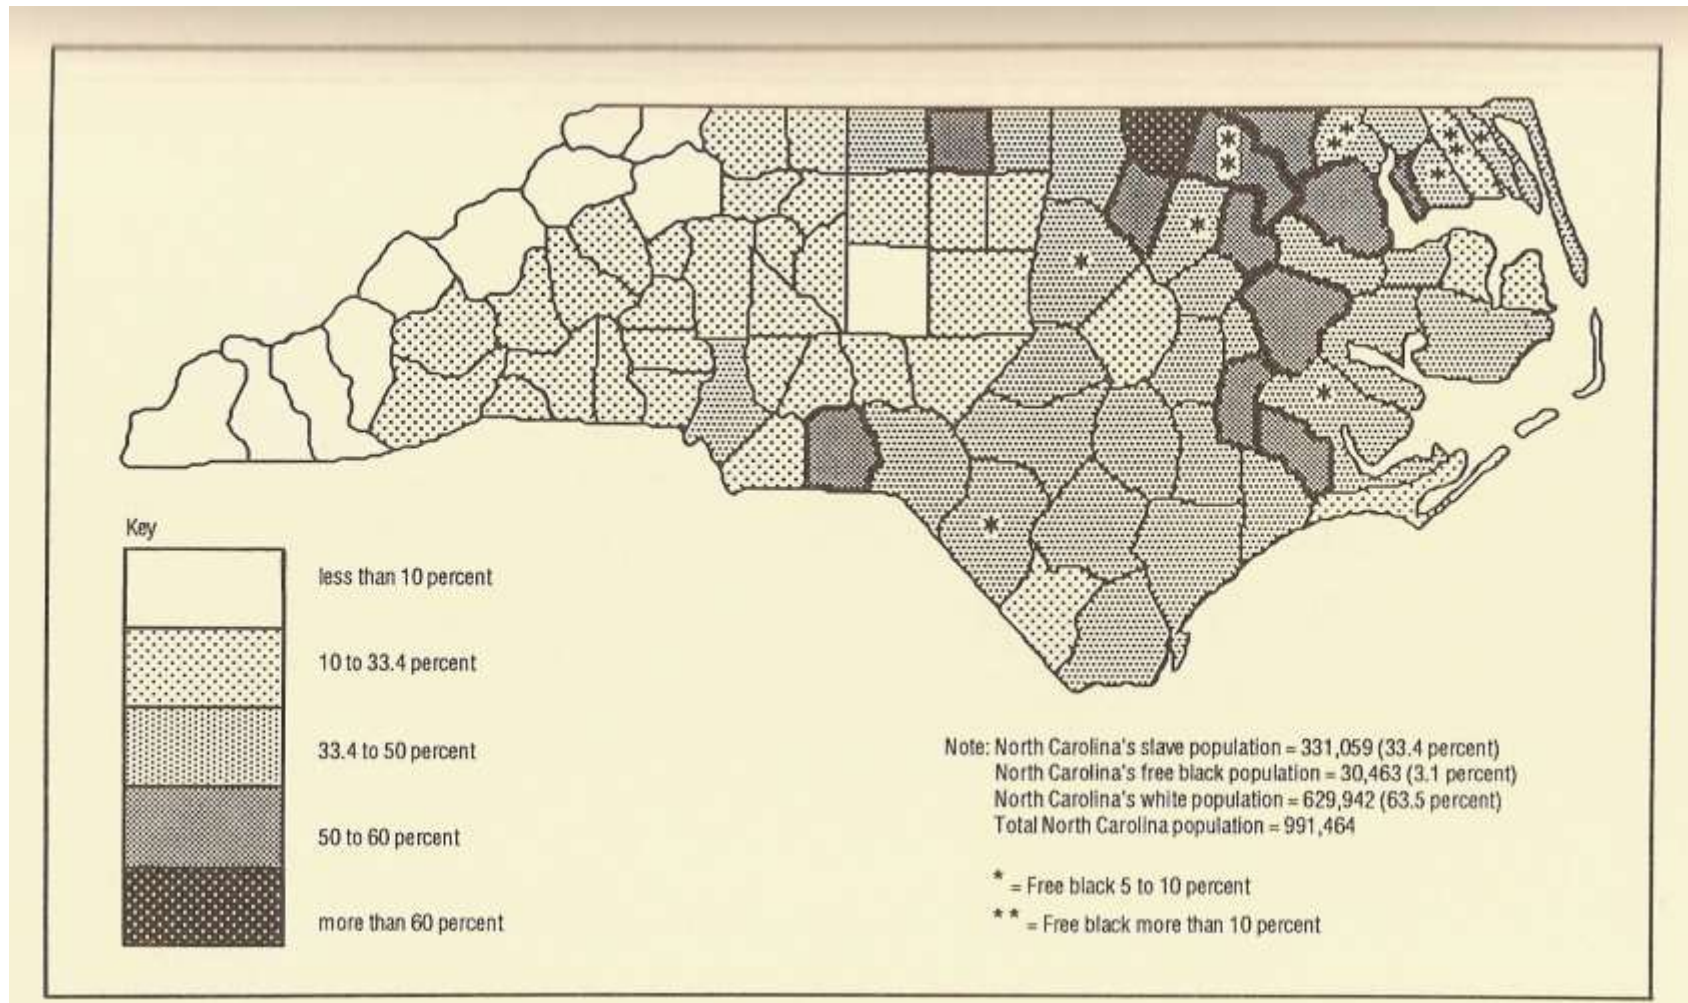 Key
less than 10 percent
10 to 33.4 percent
33.4 to 50 percent
50 to 60 percent
more than 60 percent
Note: North Carolina's slave population = 331,059 (33.4 percent)
North Carolina's free black population = 30,463 (3.1 percent)
North Carolina's white population = 629,942 (63.5 percent)
Total North Carolina population = 991,464
* = Free black 5 to 10 percent
** = Free black more than 10 percent